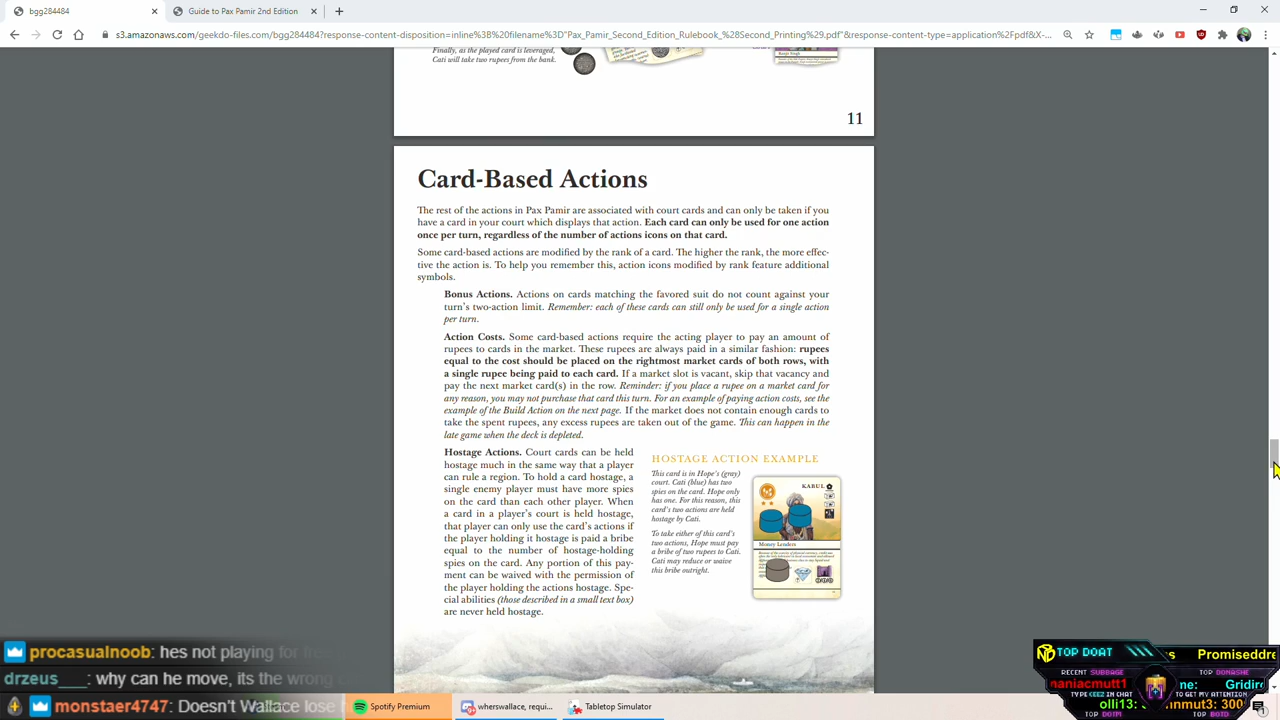 bgg284484
Guide to Pax Pamir 2nd Edition
s3.amazonaws.com/geekdo-files.com/bgg284484?response-content-disposition=inline%3B%20filename%3D"Pax_Pamir_Second_Edition_Rulebook_%28Second_Printing%29.pdf"&response-content-type=application%2Fpdf&X-...
Finally, as the played card is leveraged,
Cati will take two rupees from the bank.
11
Card-Based Actions
The rest of the actions in Pax Pamir are associated with court cards and can only be taken if you
have a card in your court which displays that action. Each card can only be used for one action
once per turn, regardless of the number of actions icons on that card.
Some card-based actions are modified by the rank of a card. The higher the rank, the more effec-
tive the action is. To help you remember this, action icons modified by rank feature additional
symbols.
Bonus Actions. Actions on cards matching the favored suit do not count against your
turn's two-action limit. Remember: each of these cards can still only be used for a single action
per turn.
Action Costs. Some card-based actions require the acting player to pay an amount of
rupees to cards in the market. These rupees are always paid in a similar fashion: rupees
equal to the cost should be placed on the rightmost market cards of both rows, with
a single rupee being paid to each card. If a market slot is vacant, skip that vacancy and
pay the next market card(s) in the row. Reminder: if you place a rupee on a market card for
any reason, you may not purchase that card this turn. For an example of paying action costs, see the
example of the Build Action on the next page. If the market does not contain enough cards to
take the spent rupees, any excess rupees are taken out of the game. This can happen in the
late game when the deck is depleted.
Hostage Actions. Court cards can be held
hostage much in the same way that a player
can rule a region. To hold a card hostage, a
single enemy player must have more spies
on the card than each other player. When
a card in a player's court is held hostage,
that player can only use the card's actions if
the player holding it hostage is paid a bribe
equal to the number of hostage-holding
spies on the card. Any portion of this pay-
ment can be waived with the permission of
the player holding the actions hostage. Spe-
cial abilities (those described in a small text box)
are never held hostage.
HOSTAGE ACTION EXAMPLE
This card is in Hope's (gray)
court. Cati (blue) has two
spies on the card. Hope only
has one. For this reason, this
card's two actions are held
hostage by Cati.
To take either of this card's
two actions, Hope must pay
a bribe of two rupees to Cati.
Cati may reduce or waive
this bribe outright.
KABUL
Money Lenders
procasualnoob: hes not playing for
drzeus___: why can he move, its the wrong
monstaer4747: Doesn't Wallace lose
Spotify Premium
wherswallace, requi...
Tabletop Simulator
TOP DOAT
Promiseddre
RECENT SUBBAGE
TOP DONASHE
maniacmutt1
me:
Gridir
TYPE KEEZ IN CHAT
TO GET MY ATTENTION
olli13:
inmut3: 300
TOP DOTM
TOP BOTD